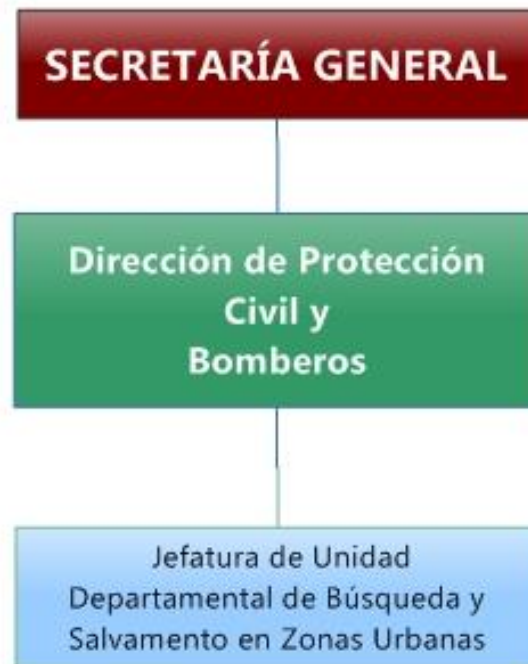 SECRETARÍA GENERAL
Dirección de Protección
Civil y
Bomberos
Jefatura de Unidad
Departamental de Búsqueda y
Salvamento en Zonas Urbanas